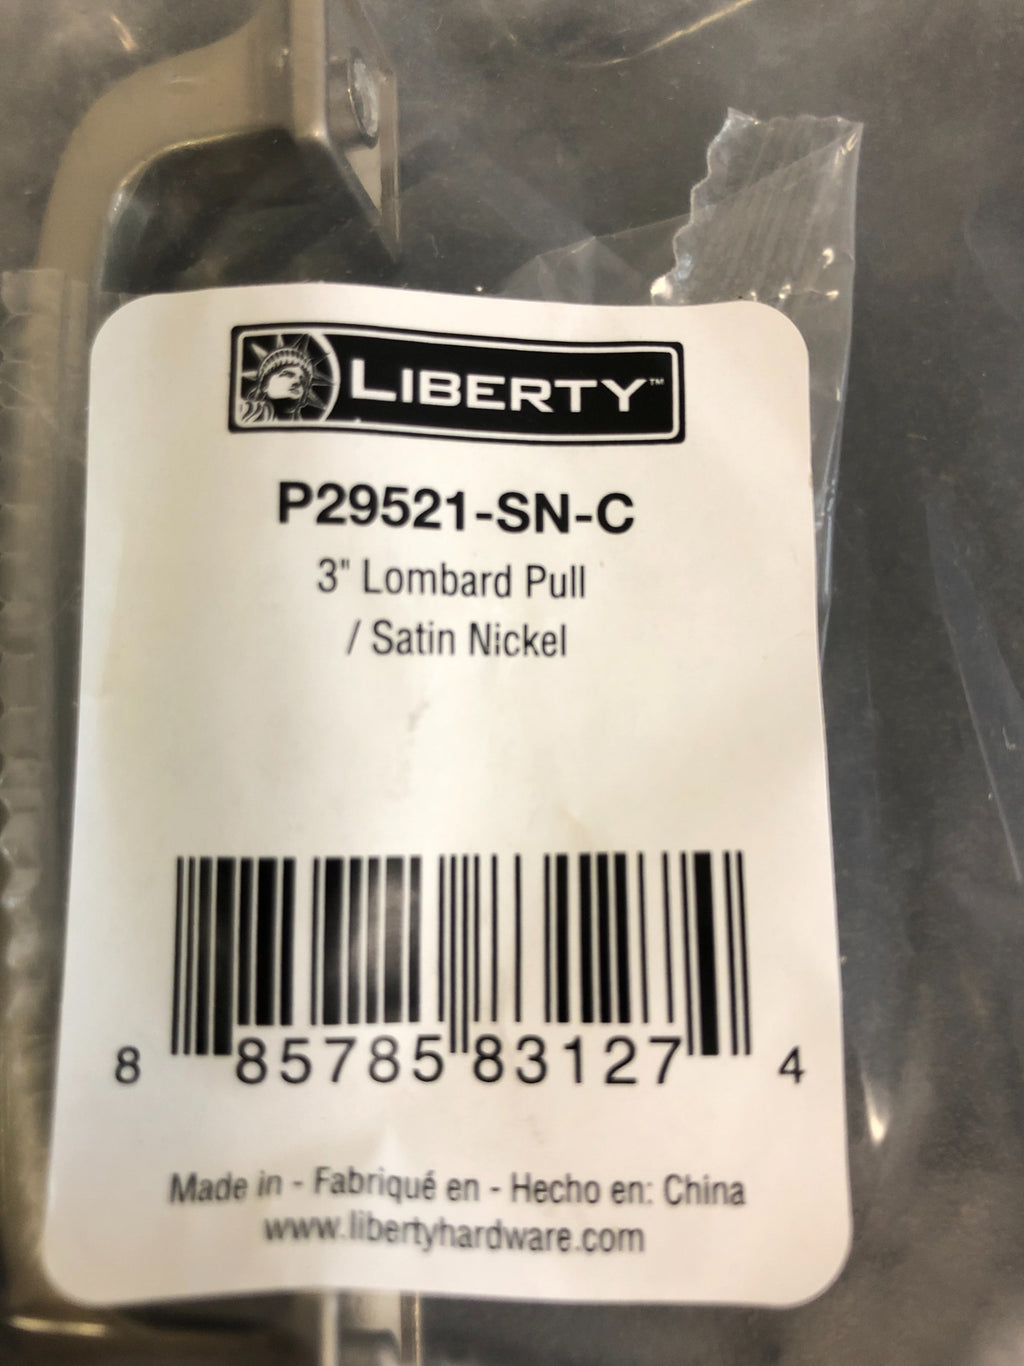 LIBERTY™
P29521-SN-C
3" Lombard Pull
/ Satin Nickel
8 85785 83127 4
Made in - Fabriqué en - Hecho en: China
www.libertyhardware.com